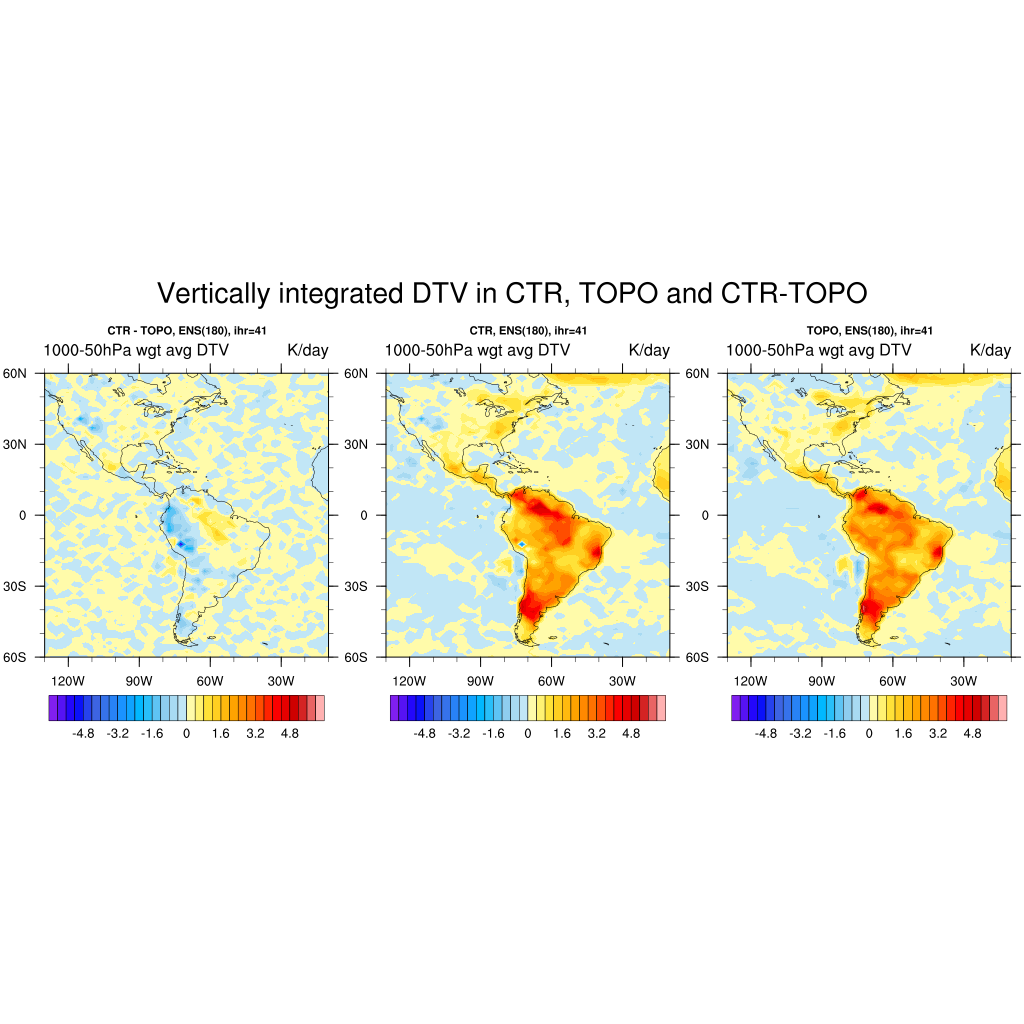 Vertically integrated DTV in CTR, TOPO and CTR-TOPO
CTR - TOPO, ENS(180), ihr=41
1000-50hPa wgt avg DTV K/day
60N
30N
0
30S
60S
120W 90W 60W 30W
-4.8 -3.2 -1.6 0 1.6 3.2 4.8
CTR, ENS(180), ihr=41
1000-50hPa wgt avg DTV K/day
60N
30N
0
30S
60S
120W 90W 60W 30W
-4.8 -3.2 -1.6 0 1.6 3.2 4.8
TOPO, ENS(180), ihr=41
1000-50hPa wgt avg DTV K/day
60N
30N
0
30S
60S
120W 90W 60W 30W
-4.8 -3.2 -1.6 0 1.6 3.2 4.8